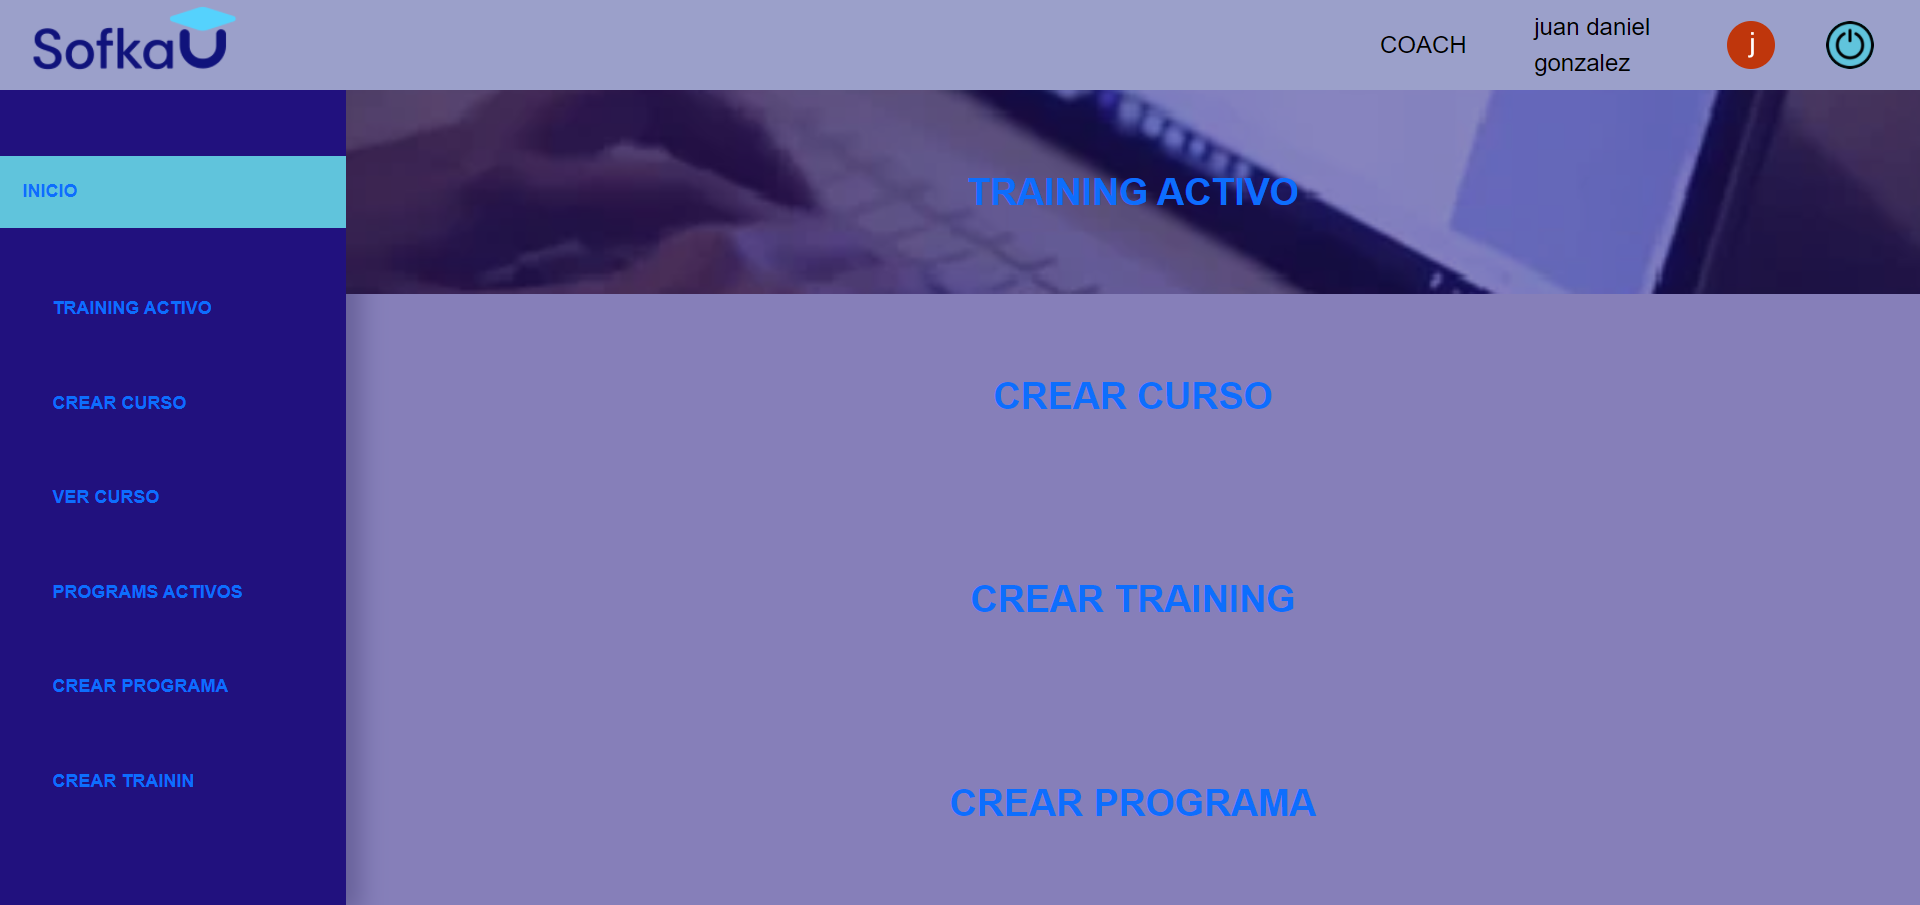 SofkaU
COACH
juan daniel
gonzalez
j
INICIO
TRAINING ACTIVO
CREAR CURSO
VER CURSO
PROGRAMS ACTIVOS
CREAR PROGRAMA
CREAR TRAININ
TRAINING ACTIVO
CREAR CURSO
CREAR TRAINING
CREAR PROGRAMA